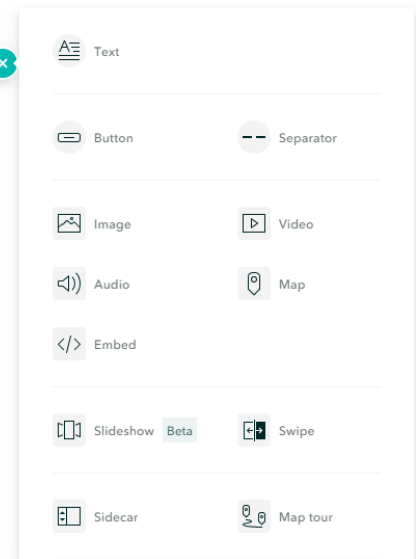 Text
Button
Separator
Image
Video
Audio
Map
Embed
Slideshow Beta
Swipe
Sidecar
Map tour